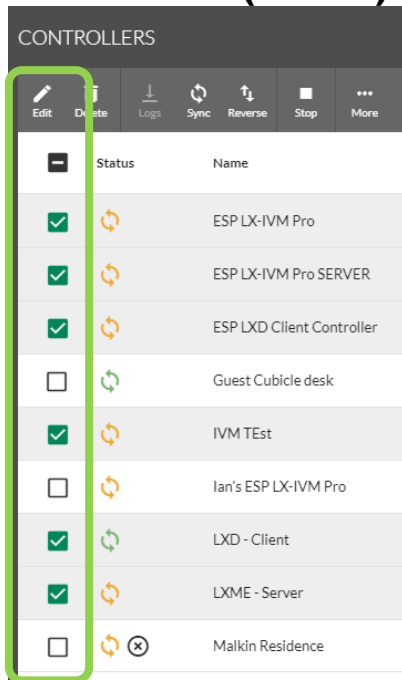 CONTROLLERS
Edit Delete Logs Sync Reverse Stop More
Status Name
ESP LX-IVM Pro
ESP LX-IVM Pro SERVER
ESP LXD Client Controller
Guest Cubicle desk
IVM TEst
Ian's ESP LX-IVM Pro
LXD - Client
LXME - Server
Malkin Residence